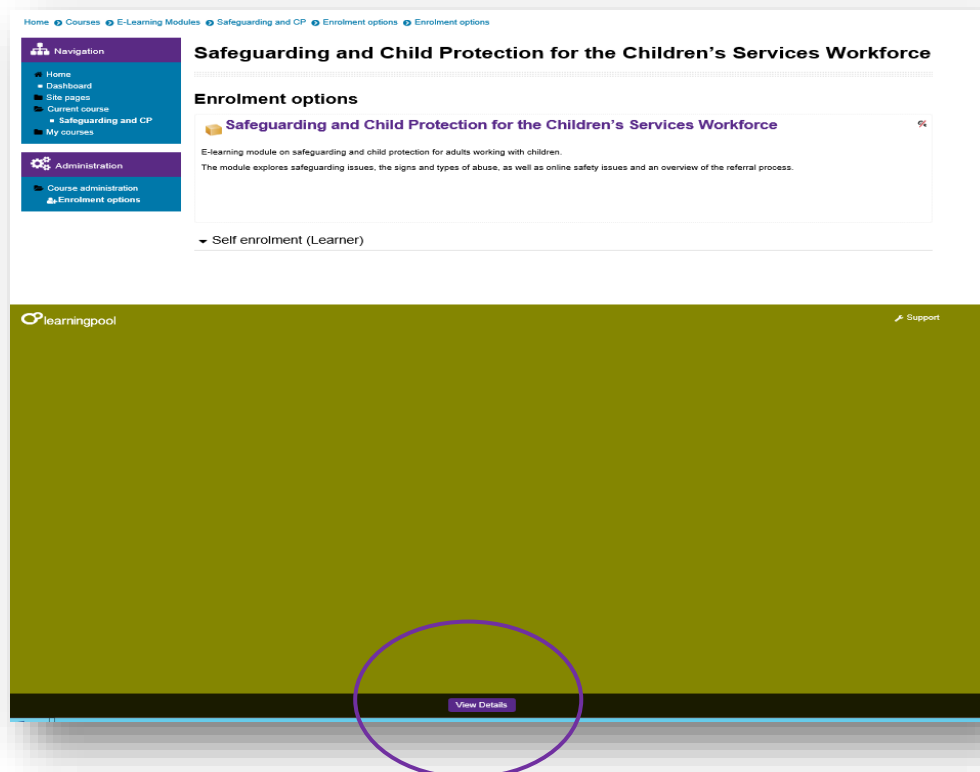 Home Courses E-Learning Modules Safeguarding and CP Enrolment options Enrolment options
Navigation
Home
Dashboard
Site pages
Current course
Safeguarding and CP
My courses
Administration
Course administration
Enrolment options
Safeguarding and Child Protection for the Children’s Services Workforce
Enrolment options
Safeguarding and Child Protection for the Children's Services Workforce
E-learning module on safeguarding and child protection for adults working with children.
The module explores safeguarding issues, the signs and types of abuse, as well as online safety issues and an overview of the referral process.
Self enrolment (Learner)
learningpool
Support
View Details